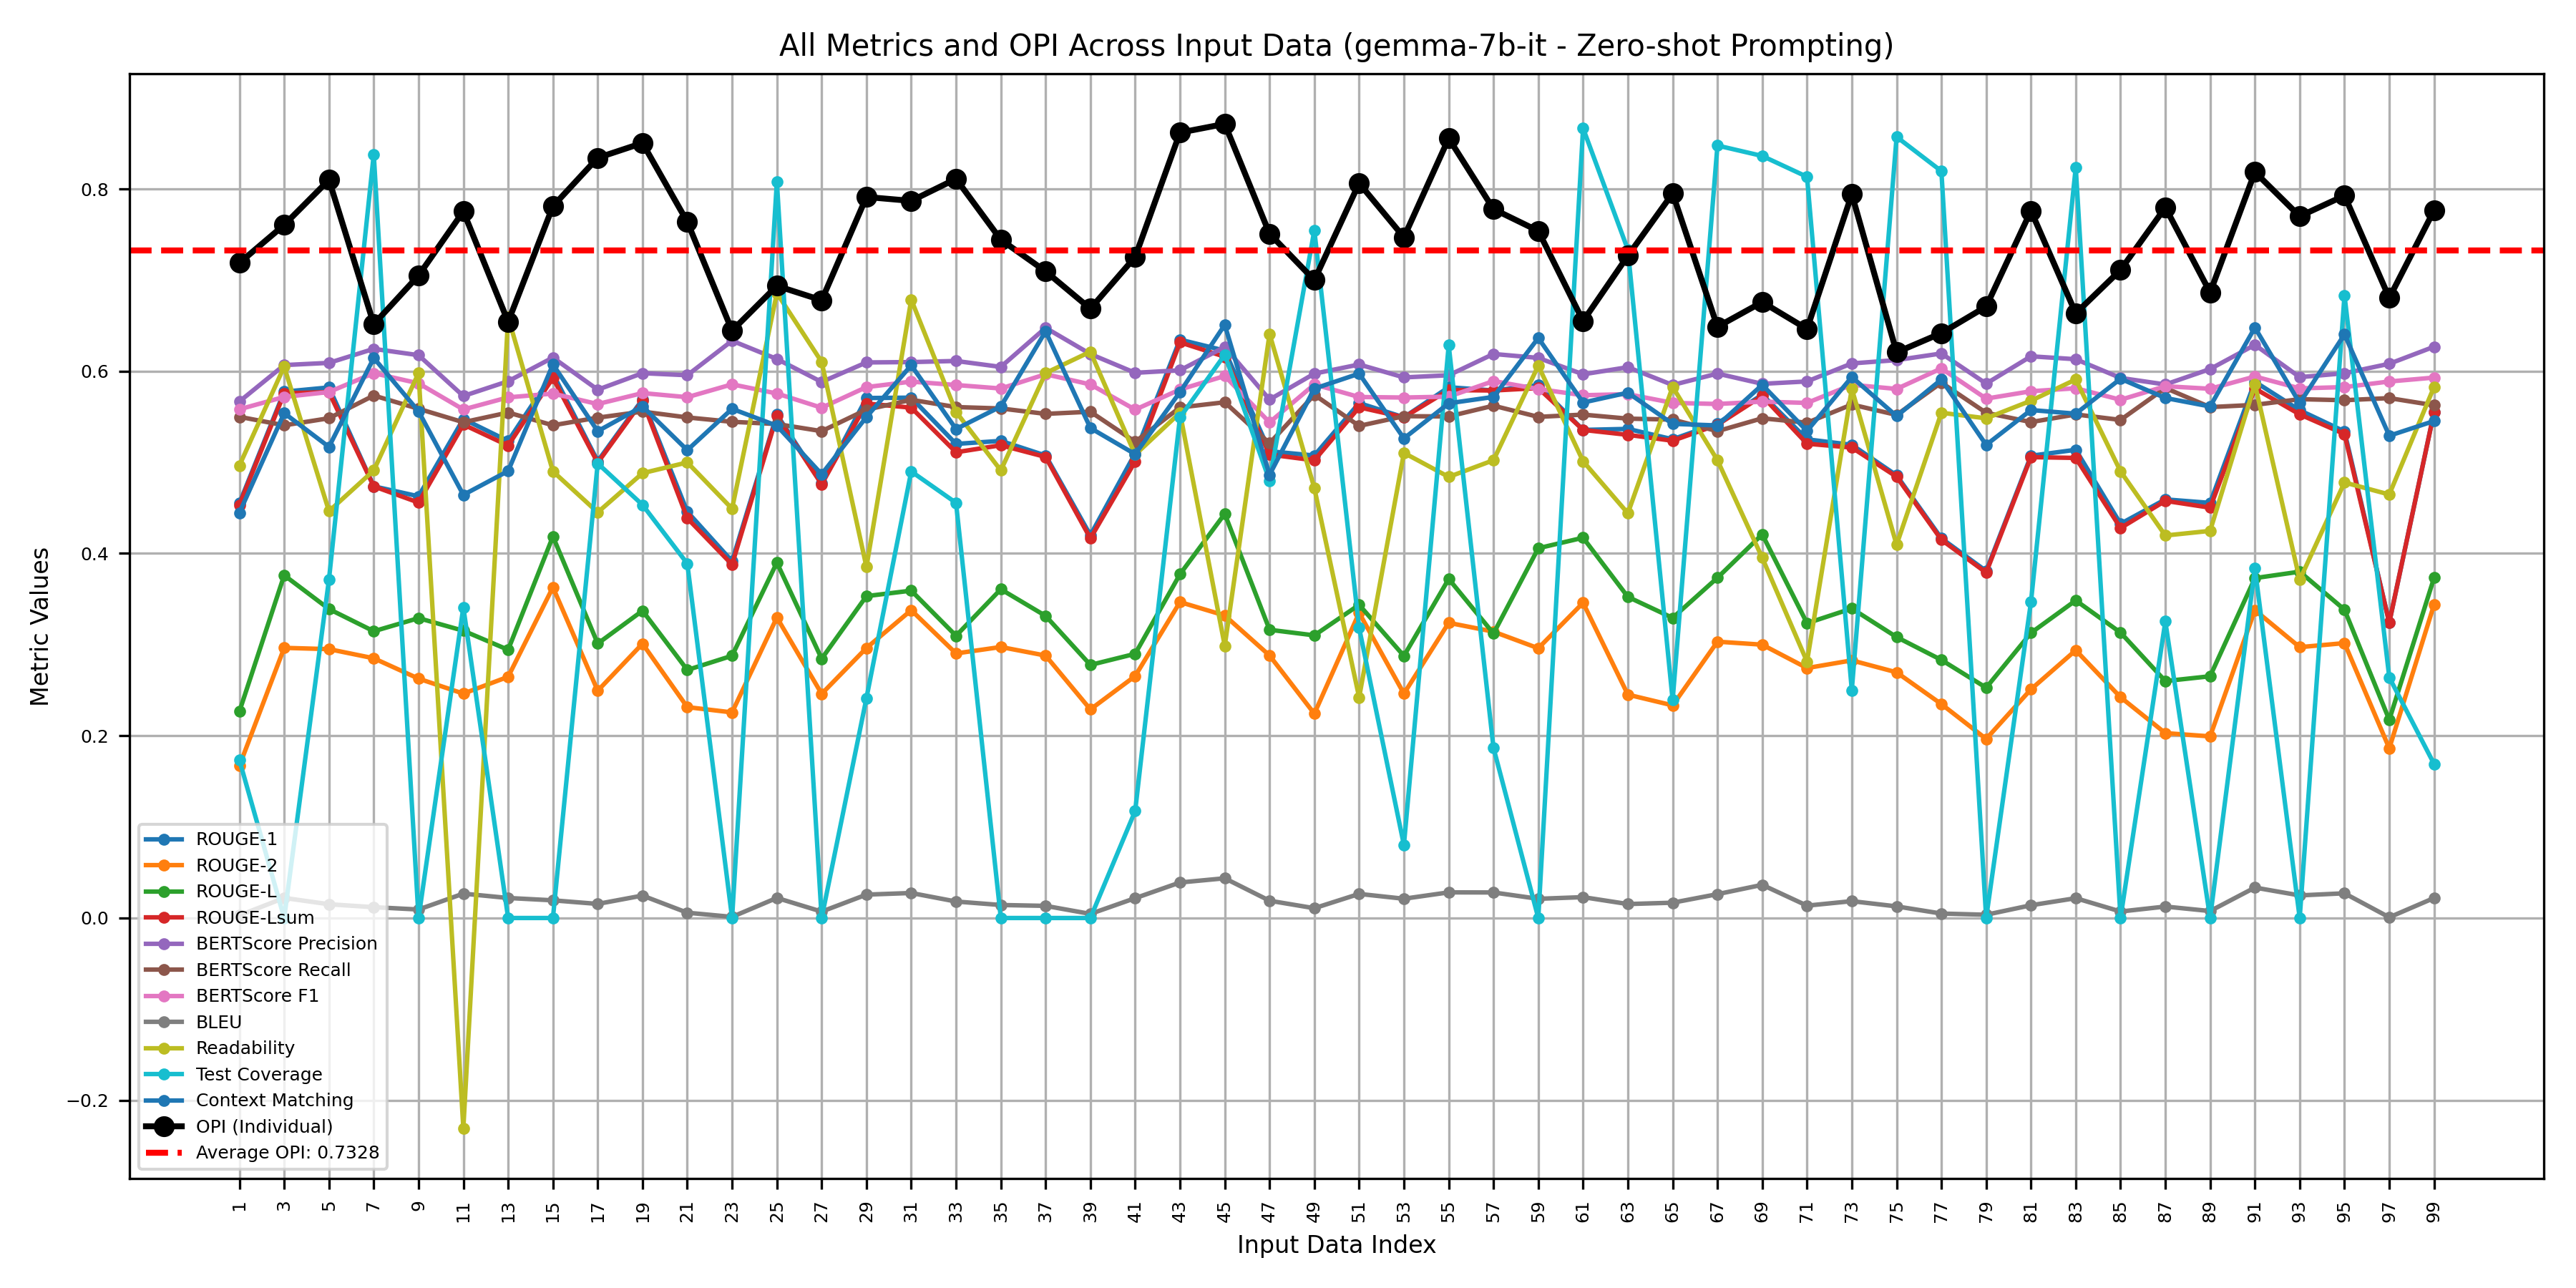 All Metrics and OPI Across Input Data (gemma-7b-it - Zero-shot Prompting)
Metric Values
0.8
0.6
0.4
0.2
0.0
−0.2
ROUGE-1
ROUGE-2
ROUGE-L
ROUGE-Lsum
BERTScore Precision
BERTScore Recall
BERTScore F1
BLEU
Readability
Test Coverage
Context Matching
OPI (Individual)
Average OPI: 0.7328
1 3 5 7 9 11 13 15 17 19 21 23 25 27 29 31 33 35 37 39 41 43 45 47 49 51 53 55 57 59 61 63 65 67 69 71 73 75 77 79 81 83 85 87 89 91 93 95 97 99
Input Data Index